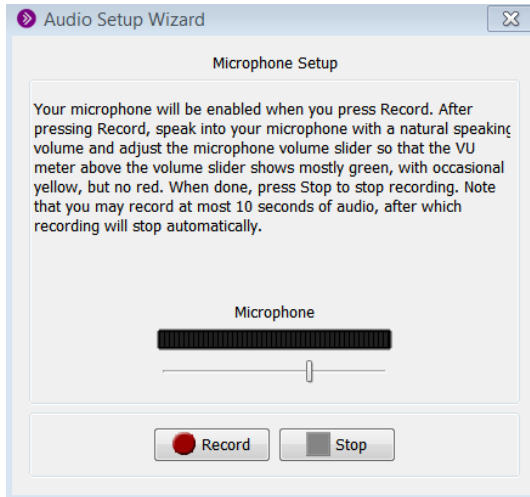 Audio Setup Wizard
Microphone Setup
Your microphone will be enabled when you press Record. After
pressing Record, speak into your microphone with a natural speaking
volume and adjust the microphone volume slider so that the VU
meter above the volume slider shows mostly green, with occasional
yellow, but no red. When done, press Stop to stop recording. Note
that you may record at most 10 seconds of audio, after which
recording will stop automatically.
Microphone
Record Stop